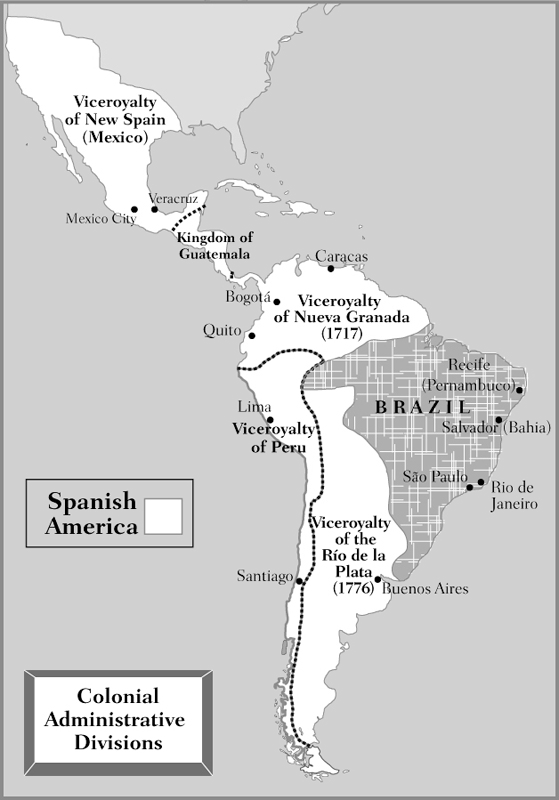 Viceroyalty
of New Spain
(Mexico)
Veracruz
Mexico City
Kingdom of
Guatemala
Caracas
Bogotá
Viceroyalty
of Nueva Granada
(1717)
Quito
Recife
(Pernambuco)
BRAZIL
Lima
Salvador (Bahia)
Viceroyalty
of Peru
São Paulo
Rio de
Janeiro
Spanish
America
Viceroyalty
of the
Río de la
Plata
(1776)
Santiago
Buenos Aires
Colonial
Administrative
Divisions